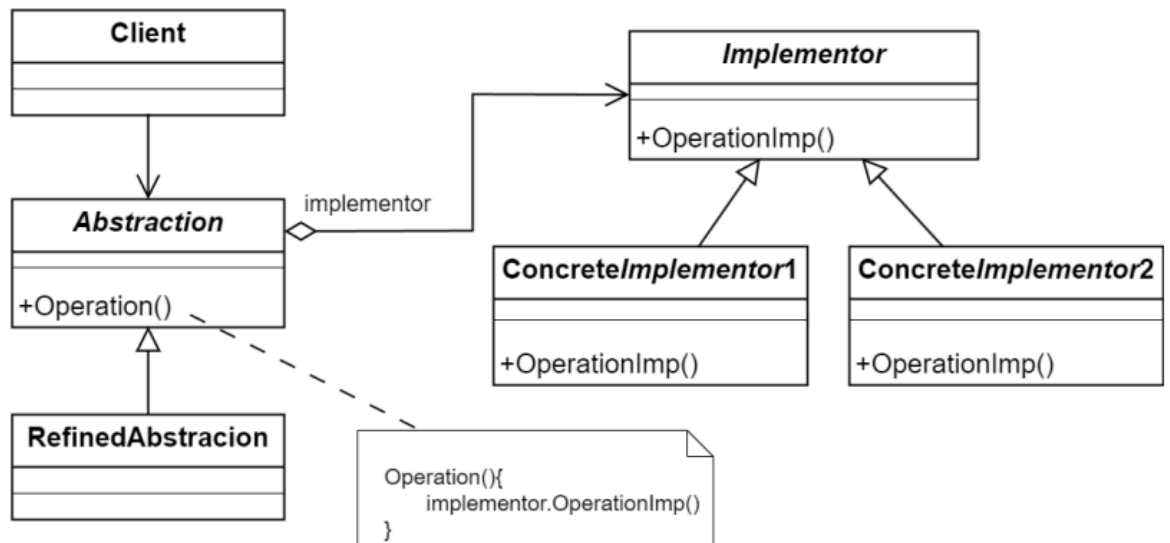 Client
Implementor
+OperationImp()
implementor
Abstraction
+Operation()
ConcreteImplementor1
+OperationImp()
ConcreteImplementor2
+OperationImp()
RefinedAbstracion
Operation(){
implementor.OperationImp()
}